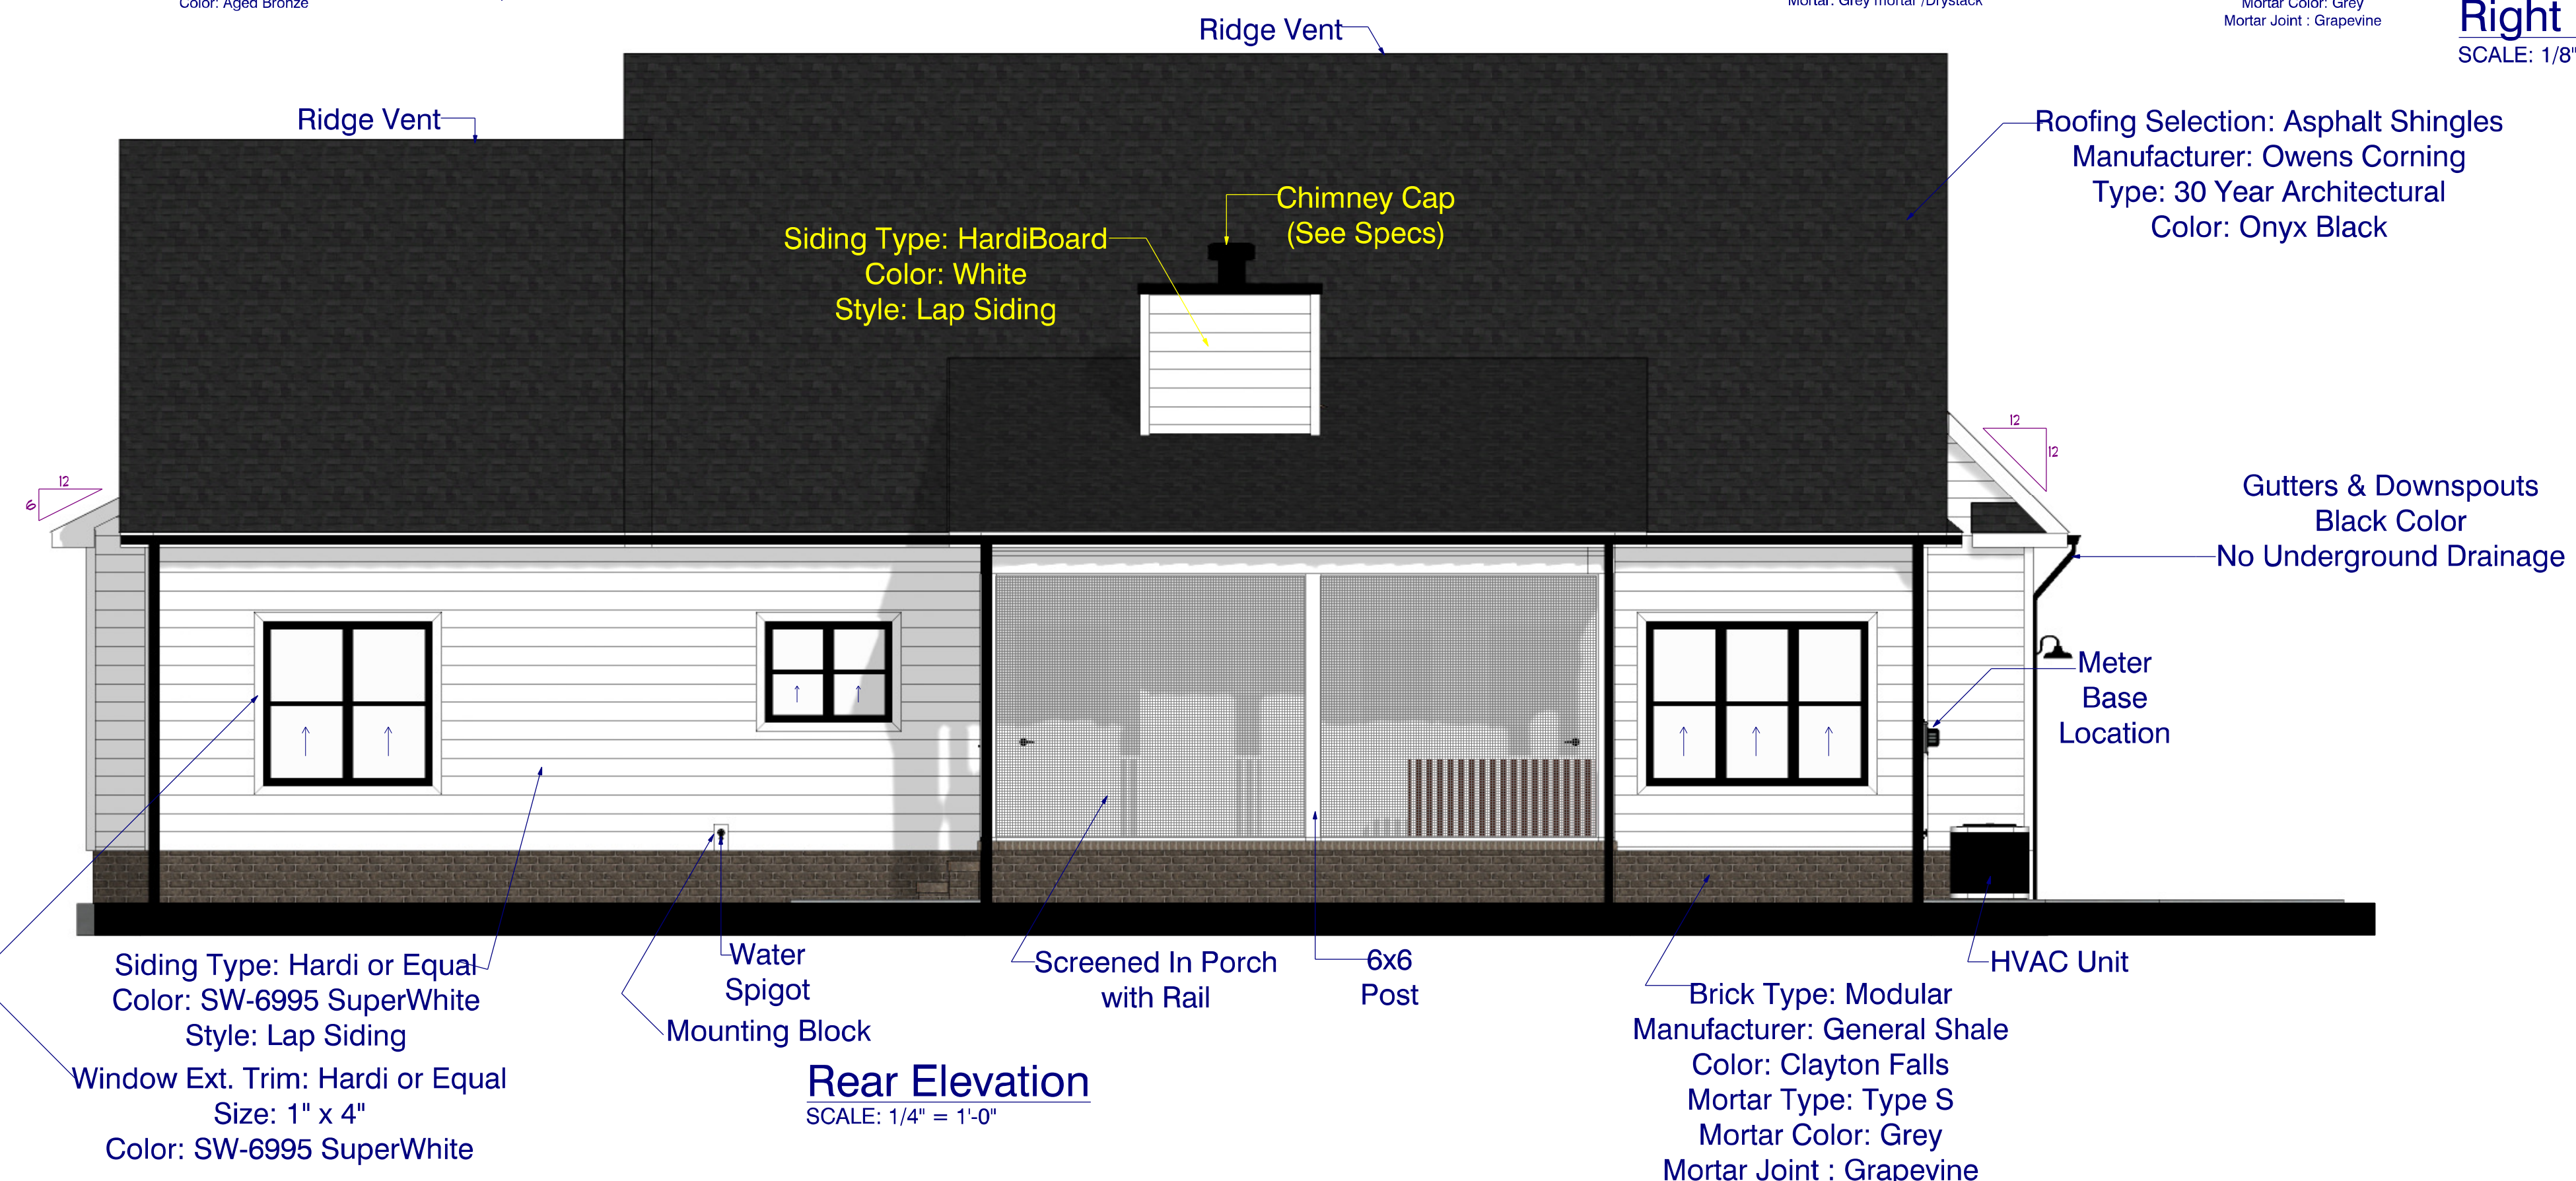 Color: Aged Bronze
Mortar: Grey mortar /Drystack
Mortar Color: Grey
Mortar Joint : Grapevine
Right
SCALE: 1/8"
Ridge Vent
Ridge Vent
Roofing Selection: Asphalt Shingles
Manufacturer: Owens Corning
Type: 30 Year Architectural
Color: Onyx Black
Chimney Cap
(See Specs)
Siding Type: HardiBoard
Color: White
Style: Lap Siding
12
6
12
12
Gutters & Downspouts
Black Color
No Underground Drainage
Meter
Base
Location
Siding Type: Hardi or Equal
Color: SW-6995 SuperWhite
Style: Lap Siding
Window Ext. Trim: Hardi or Equal
Size: 1" x 4"
Color: SW-6995 SuperWhite
Water
Spigot
Mounting Block
Screened In Porch
with Rail
6x6
Post
HVAC Unit
Brick Type: Modular
Manufacturer: General Shale
Color: Clayton Falls
Mortar Type: Type S
Mortar Color: Grey
Mortar Joint : Grapevine
Rear Elevation
SCALE: 1/4" = 1'-0"